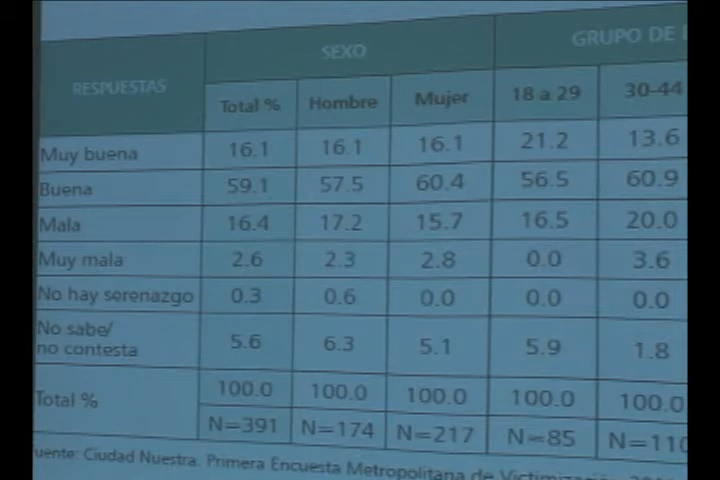 SEXO GRUPO DE
RESPUESTAS
Total % Hombre Mujer 18 a 29 30-44
Muy buena 16.1 16.1 16.1 21.2 13.6
Buena 59.1 57.5 60.4 56.5 60.9
Mala 16.4 17.2 15.7 16.5 20.0
Muy mala 2.6 2.3 2.8 0.0 3.6
No hay serenazgo 0.3 0.6 0.0 0.0 0.0
No sabe/
no contesta 5.6 6.3 5.1 5.9 1.8
Total % 100.0 100.0 100.0 100.0 100.0
N=391 N=174 N=217 N=85 N=110
uente: Ciudad Nuestra. Primera Encuesta Metropolitana de Victimización